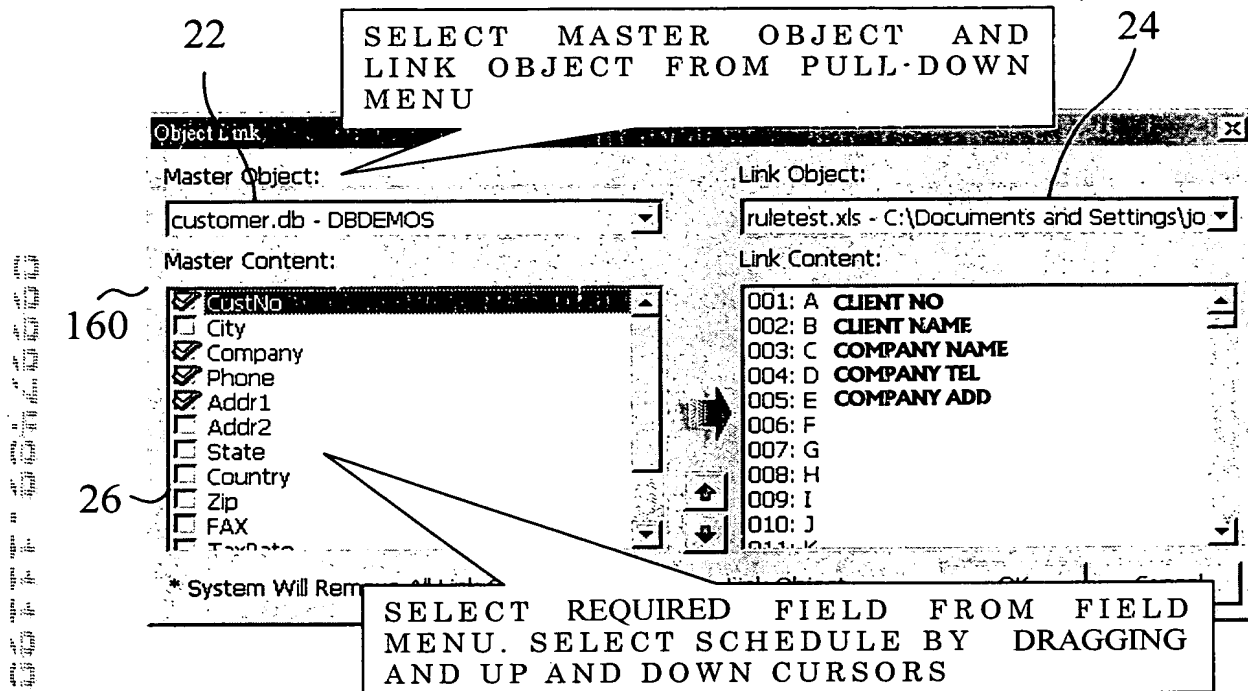 22
SELECT MASTER OBJECT AND
LINK OBJECT FROM PULL-DOWN
MENU
24
Object Link
Master Object:
Link Object:
customer.db - DBDEMOS
ruletest.xls - C:\Documents and Settings\jo
Master Content:
Link Content:
160
CustNo
City
Company
Phone
Addr1
Addr2
State
Country
Zip
FAX
TaxRate
26
001: A CLIENT NO
002: B CLIENT NAME
003: C COMPANY NAME
004: D COMPANY TEL
005: E COMPANY ADD
006: F
007: G
008: H
009: I
010: J
011: K
* System Will Rem
SELECT REQUIRED FIELD FROM FIELD
MENU. SELECT SCHEDULE BY DRAGGING
AND UP AND DOWN CURSORS